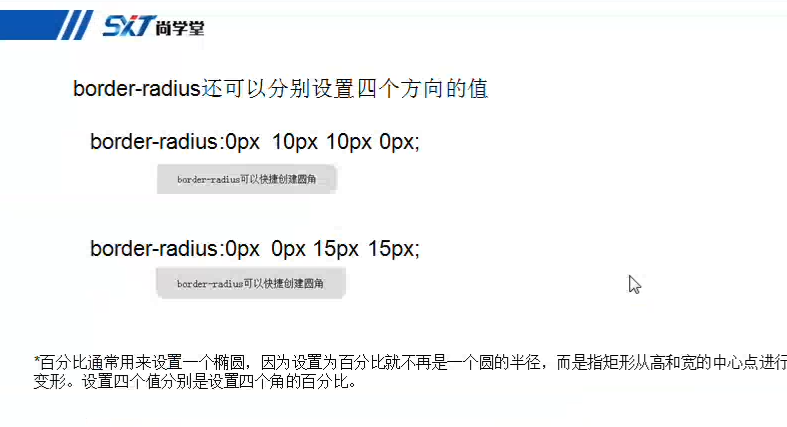 SXT尚学堂
border-radius还可以分别设置四个方向的值
border-radius:0px 10px 10px 0px;
border-radius可以快捷创建圆角
border-radius:0px 0px 15px 15px;
border-radius可以快捷创建圆角
*百分比通常用来设置一个椭圆，因为设置为百分比就不再是一个圆的半径，而是指矩形从高和宽的中心点进行
变形。设置四个值分别是设置四个角的百分比。